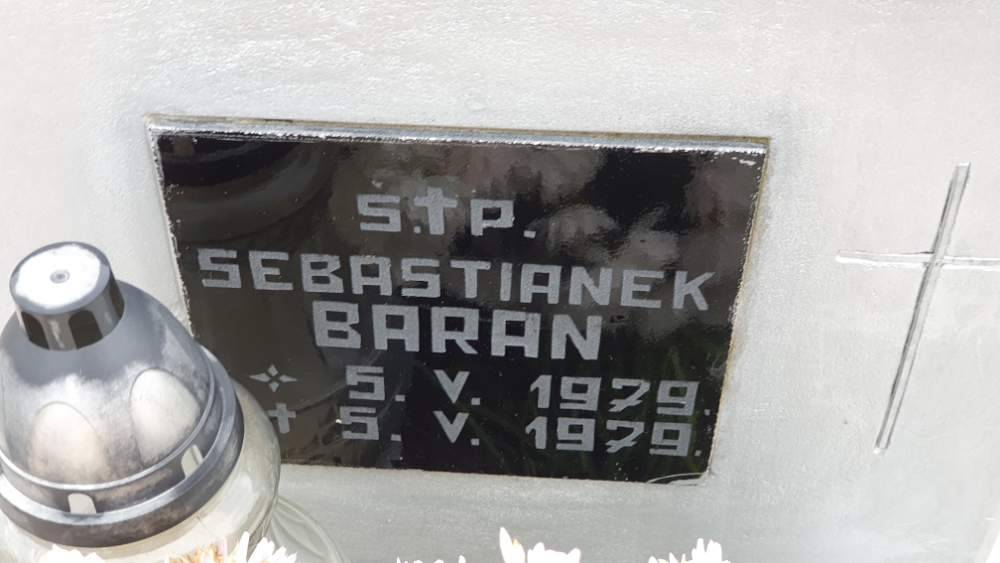 S.†P.
SEBASTIANEK
BARAN
5. V. 1979.
† 5. V. 1979.